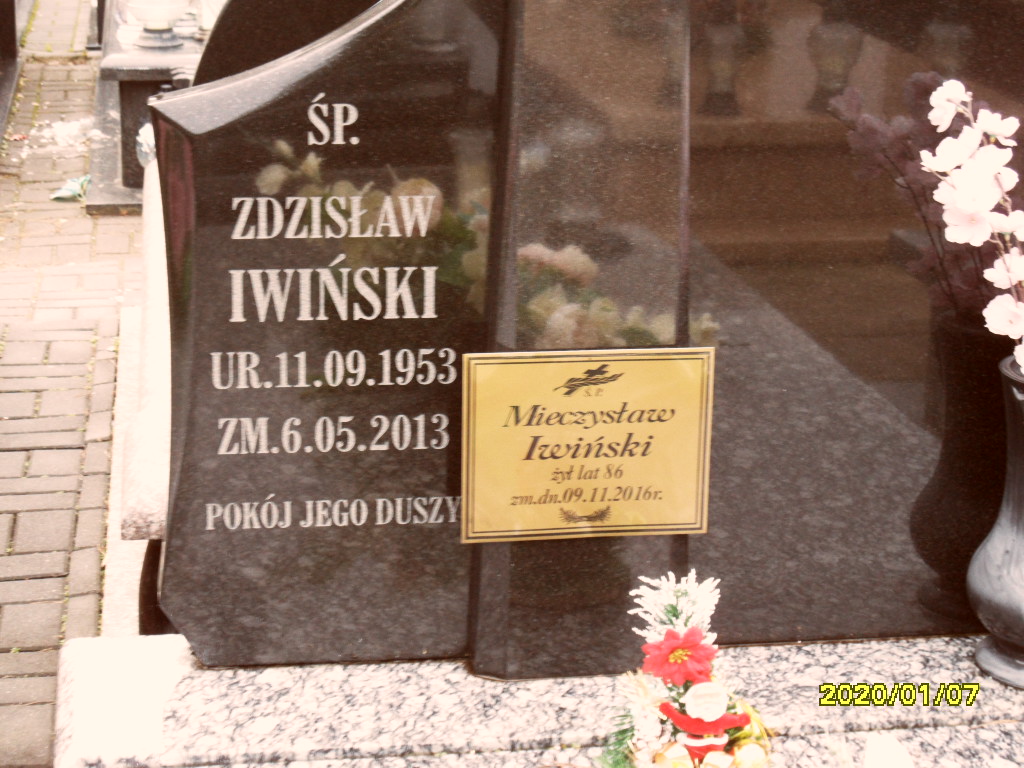 ŚP.
ZDZISŁAW
IWIŃSKI
UR.11.09.1953
ZM.6.05.2013
POKÓJ JEGO DUSZY
Ś.P.
Mieczysław
Iwiński
żył lat 86
zm.dn.09.11.2016r.
2020/01/07